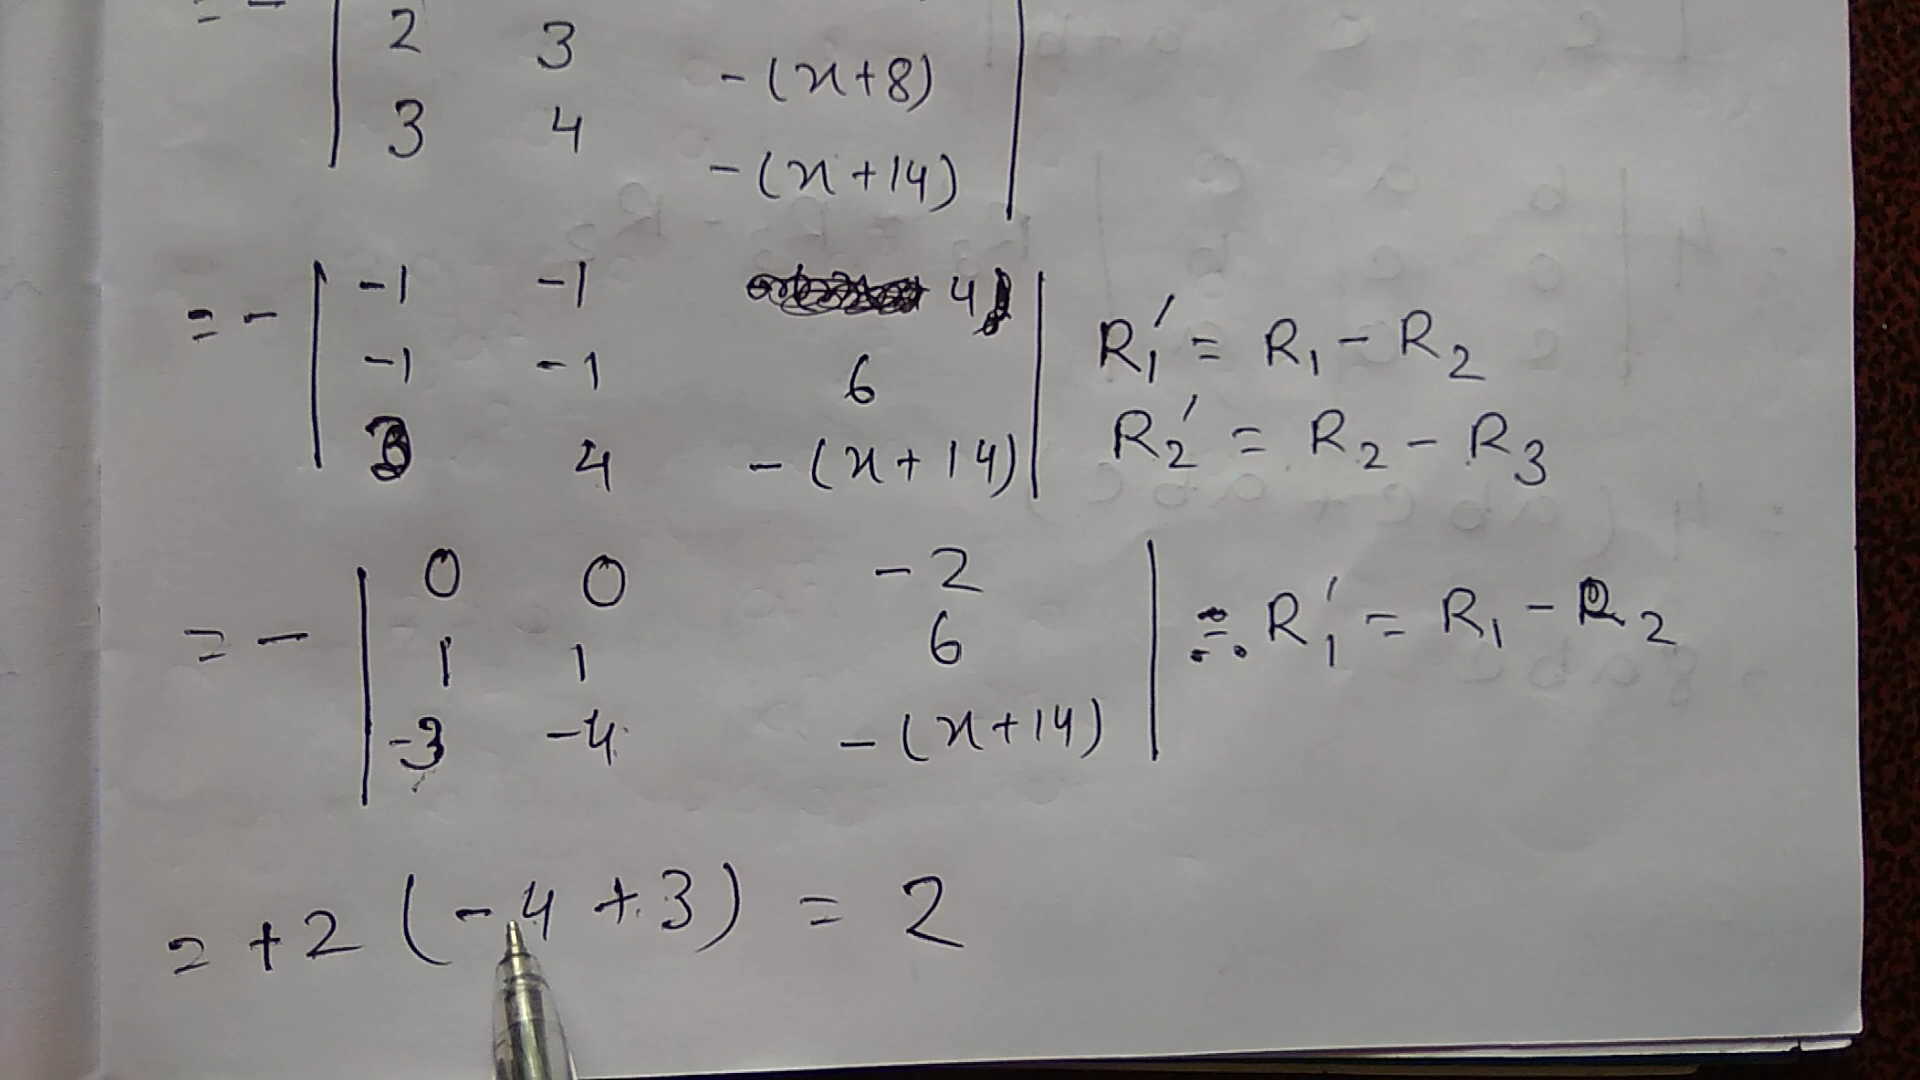 = -
2 3 -(x+8)
3 4 -(x+14)
= - | -1 -1 4 |
-1 -1 6
3 4 -(x+14)
R₁' = R₁ - R₂
R₂' = R₂ - R₃
= - | 0 0 -2 |
1 1 6
-3 -4 -(x+14)
∴ R₁' = R₁ - R₂
= +2 (-4 +3) = 2